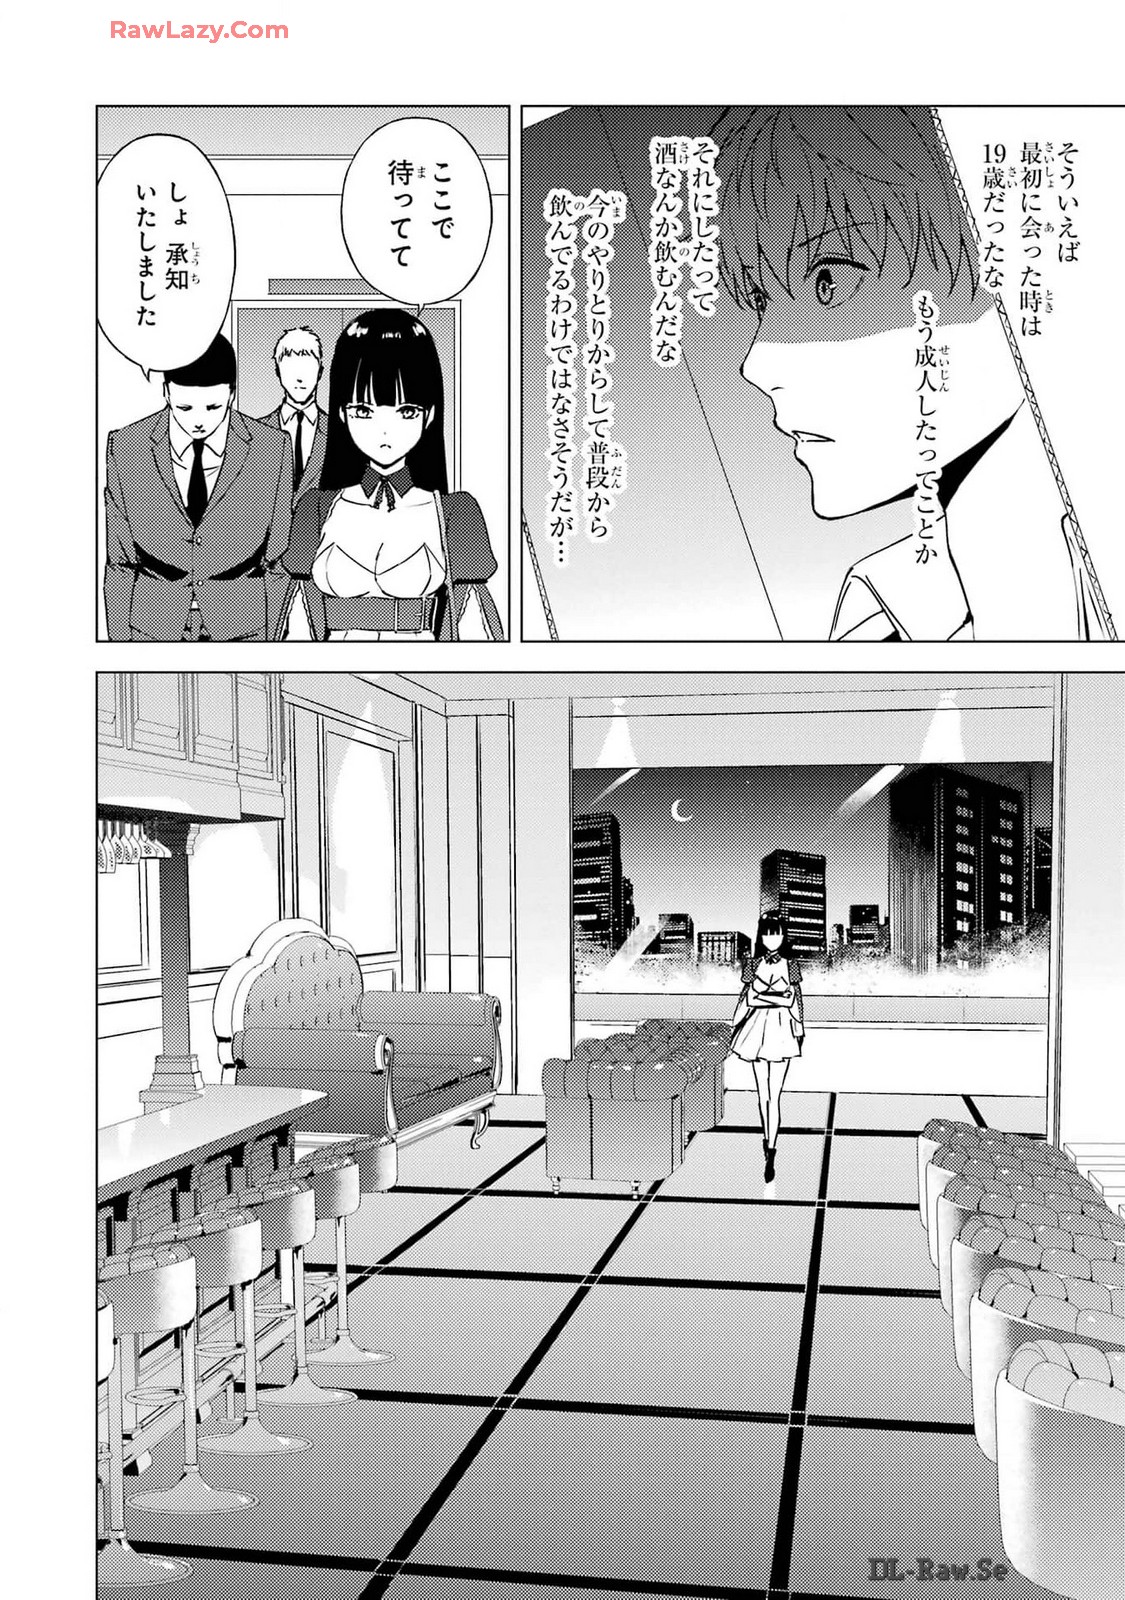 RawLazy.Com
そういえば
最初に会った時は
19歳だったな
もう成人したってことか
それにしたって
酒なんか飲むんだな
今のやりとりからして普段から
飲んでるわけではなさそうだが…
ここで
待ってて
しょ 承知
いたしました
DL-Raw.Se